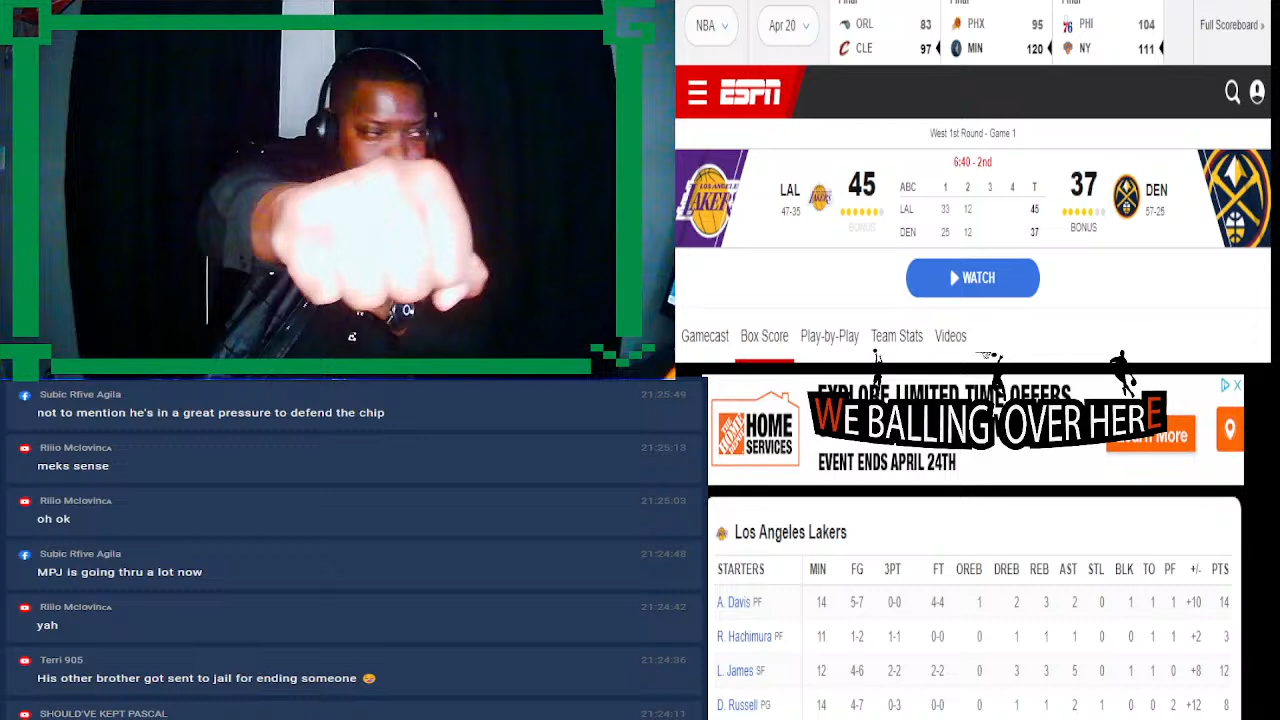 NBA
Apr 20
Final
Final
ORL 83
CLE 97
PHX 95
MIN 120
PHI 104
NY 111
Full Scoreboard »
ESPN
West 1st Round - Game 1
6:40 - 2nd
LAL
47-35
LOS ANGELES
LAKERS
45
BONUS
ABC 1 2 3 4 T
LAL 33 12 45
DEN 25 12 37
37
BONUS
DEN
57-25
WATCH
Gamecast Box Score Play-by-Play Team Stats Videos
EXPLORE LIMITED TIME OFFERS
WE BALLING OVER HERE
HOME SERVICES
Learn More
EVENT ENDS APRIL 24TH
Subic Rfive Agila 21:25:49
not to mention he's in a great pressure to defend the chip
Riiio Mclovinca 21:25:13
meks sense
Riiio Mclovinca 21:25:03
oh ok
Subic Rfive Agila 21:24:48
MPJ is going thru a lot now
Riiio Mclovinca 21:24:42
yah
Terri 905 21:24:36
His other brother got sent to jail for ending someone 😔
SHOULD'VE KEPT PASCAL 21:24:11
Los Angeles Lakers
STARTERS MIN FG 3PT FT OREB DREB REB AST STL BLK TO PF +/- PTS
A. Davis PF 14 5-7 0-0 4-4 1 2 3 2 0 1 1 1 +10 14
R. Hachimura PF 11 1-2 1-1 0-0 0 1 1 1 0 0 1 1 +2 3
L. James SF 12 4-6 2-2 2-2 0 3 3 5 0 1 1 0 +8 12
D. Russell PG 14 4-7 0-3 0-0 0 1 1 2 1 0 0 2 +12 8